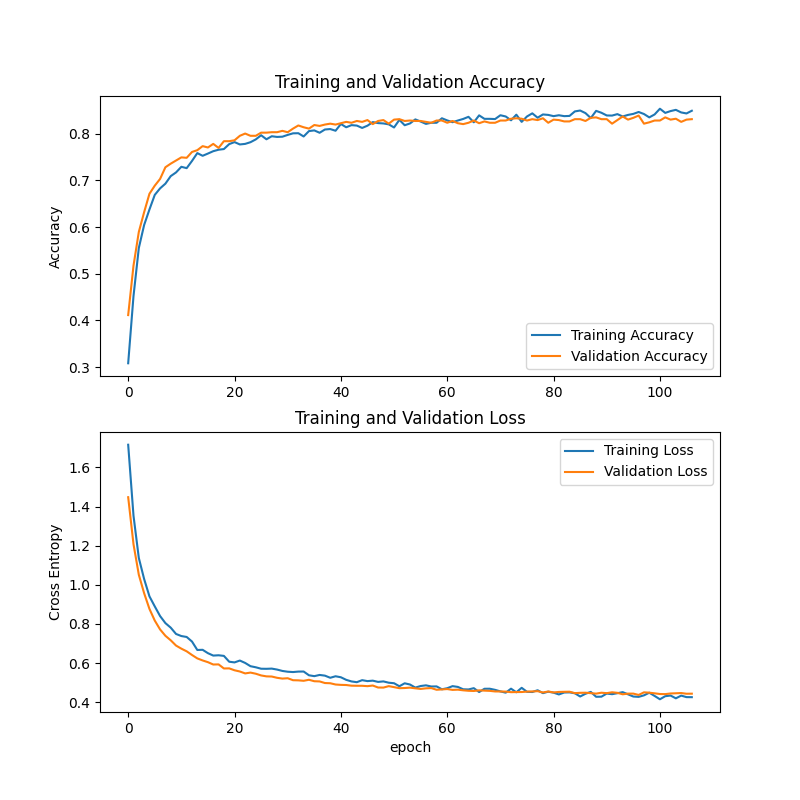 Training and Validation Accuracy
Accuracy
0.8
0.7
0.6
0.5
0.4
0.3
Training Accuracy
Validation Accuracy
0 20 40 60 80 100
Training and Validation Loss
Cross Entropy
1.6
1.4
1.2
1.0
0.8
0.6
0.4
Training Loss
Validation Loss
0 20 40 60 80 100
epoch